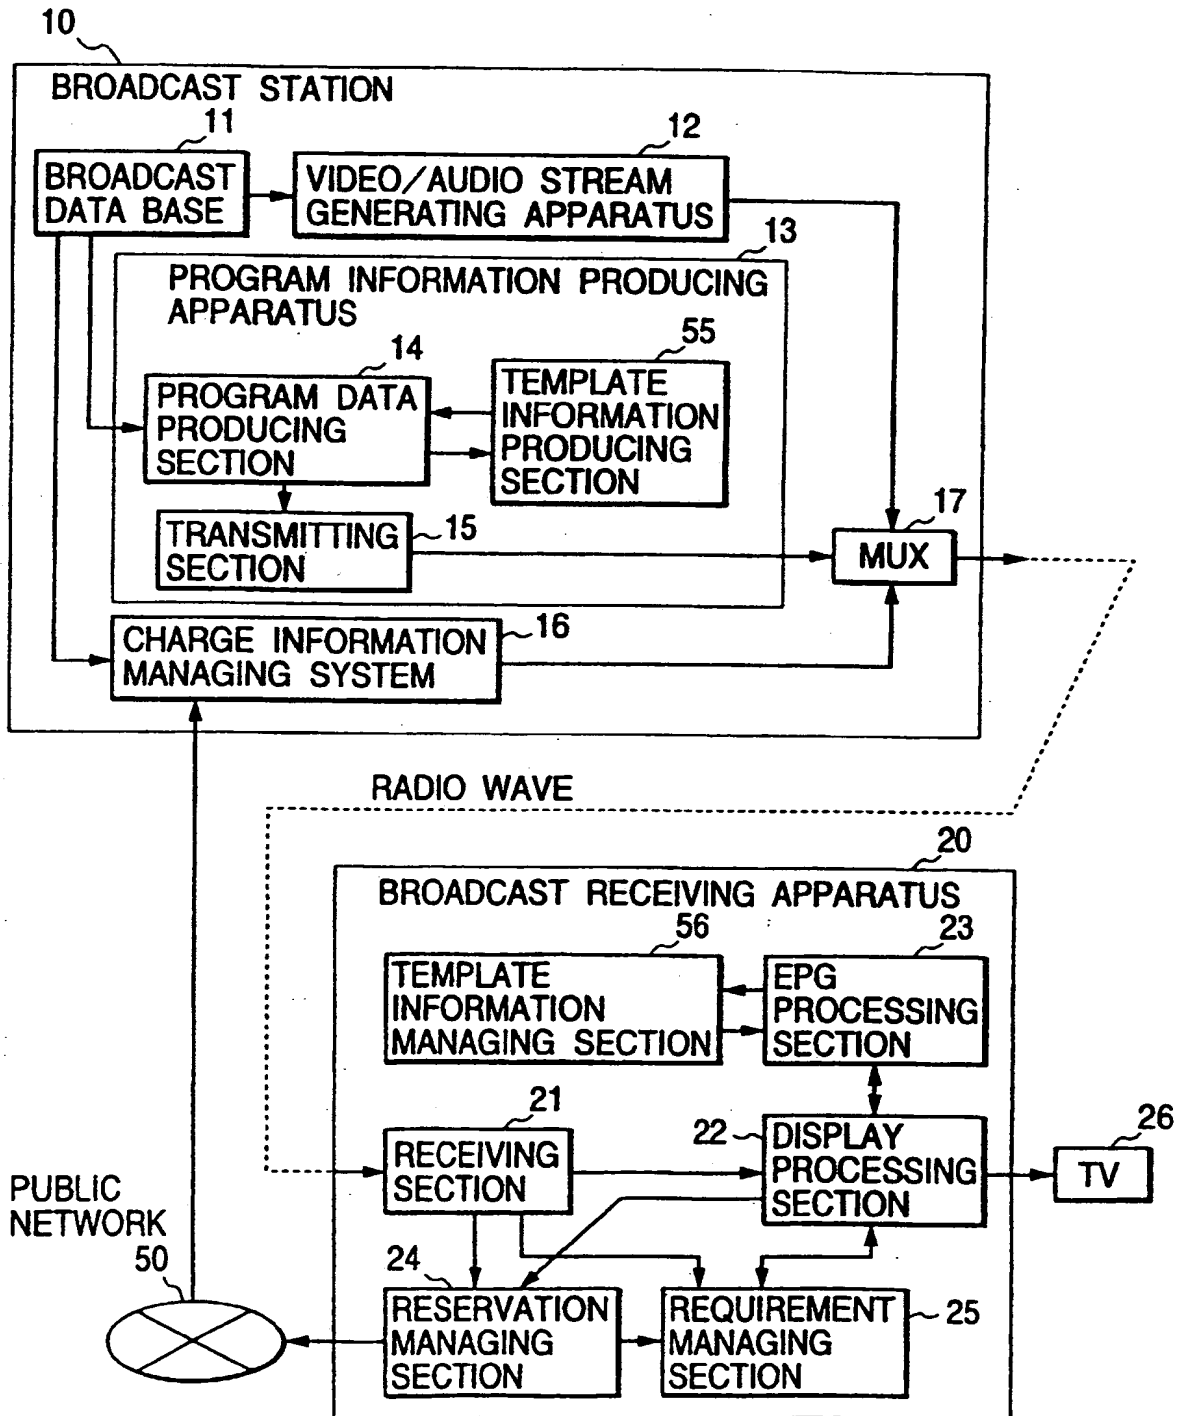 10
BROADCAST STATION
11
12
BROADCAST
DATA BASE
VIDEO/AUDIO STREAM
GENERATING APPARATUS
13
PROGRAM INFORMATION PRODUCING
APPARATUS
14
55
PROGRAM DATA
PRODUCING
SECTION
TEMPLATE
INFORMATION
PRODUCING
SECTION
TRANSMITTING
SECTION
15
17
MUX
16
CHARGE INFORMATION
MANAGING SYSTEM
RADIO WAVE
20
BROADCAST RECEIVING APPARATUS
56
23
TEMPLATE
INFORMATION
MANAGING SECTION
EPG
PROCESSING
SECTION
21
RECEIVING
SECTION
22
DISPLAY
PROCESSING
SECTION
26
TV
PUBLIC
NETWORK
50
24
RESERVATION
MANAGING
SECTION
REQUIREMENT
MANAGING
SECTION
25